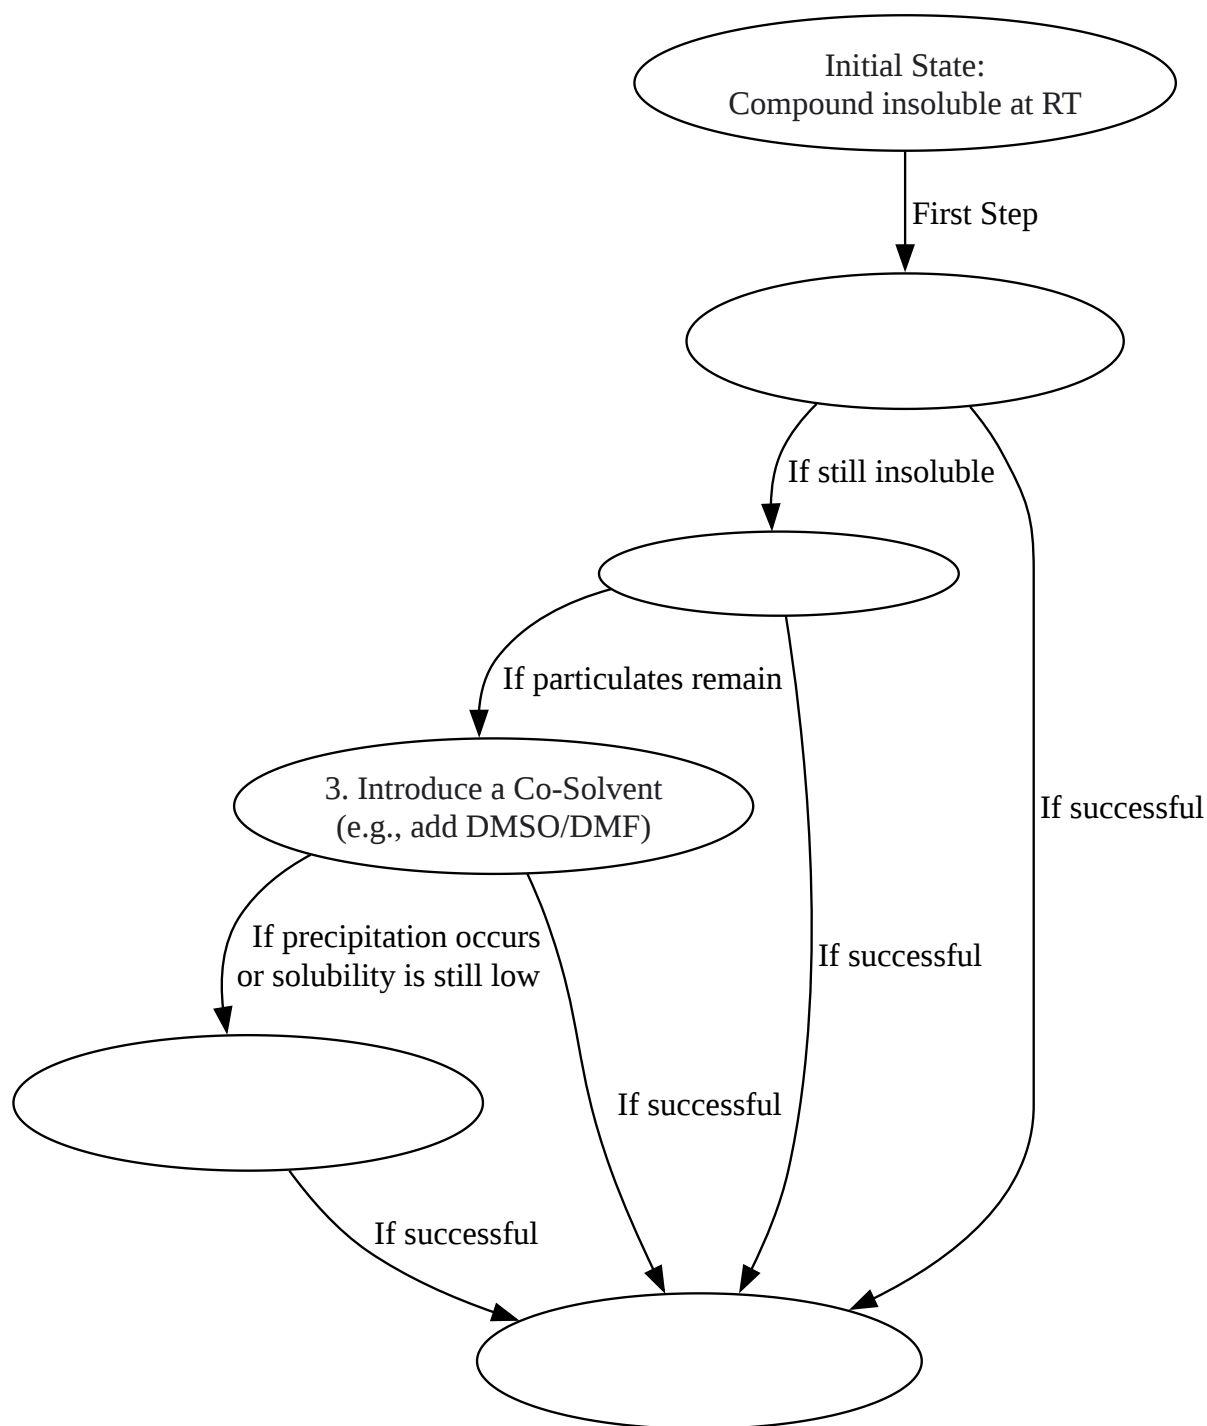 Initial State:
Compound insoluble at RT
First Step
If still insoluble
If particulates remain
3. Introduce a Co-Solvent
(e.g., add DMSO/DMF)
If successful
If precipitation occurs
or solubility is still low
If successful
If successful
If successful